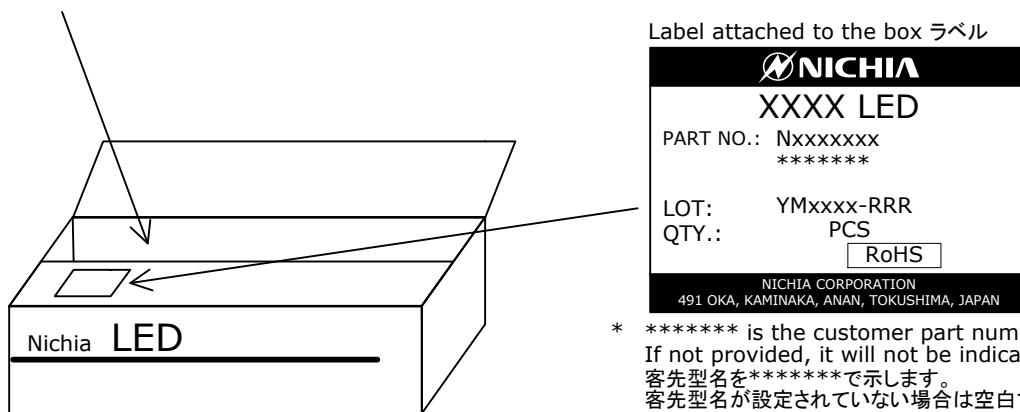 Label attached to the box ラベル
NICHIA
XXXX LED
PART NO.: Nxxxxxxx
*******
LOT: YMxxxx-RRR
QTY.: PCS
RoHS
NICHIA CORPORATION
491 OKA, KAMINAKA, ANAN, TOKUSHIMA, JAPAN
Nichia LED
* ******* is the customer part
If not provided, it will not be
客先型名を*******で示します。
客先型名が設定されていない場合は空白